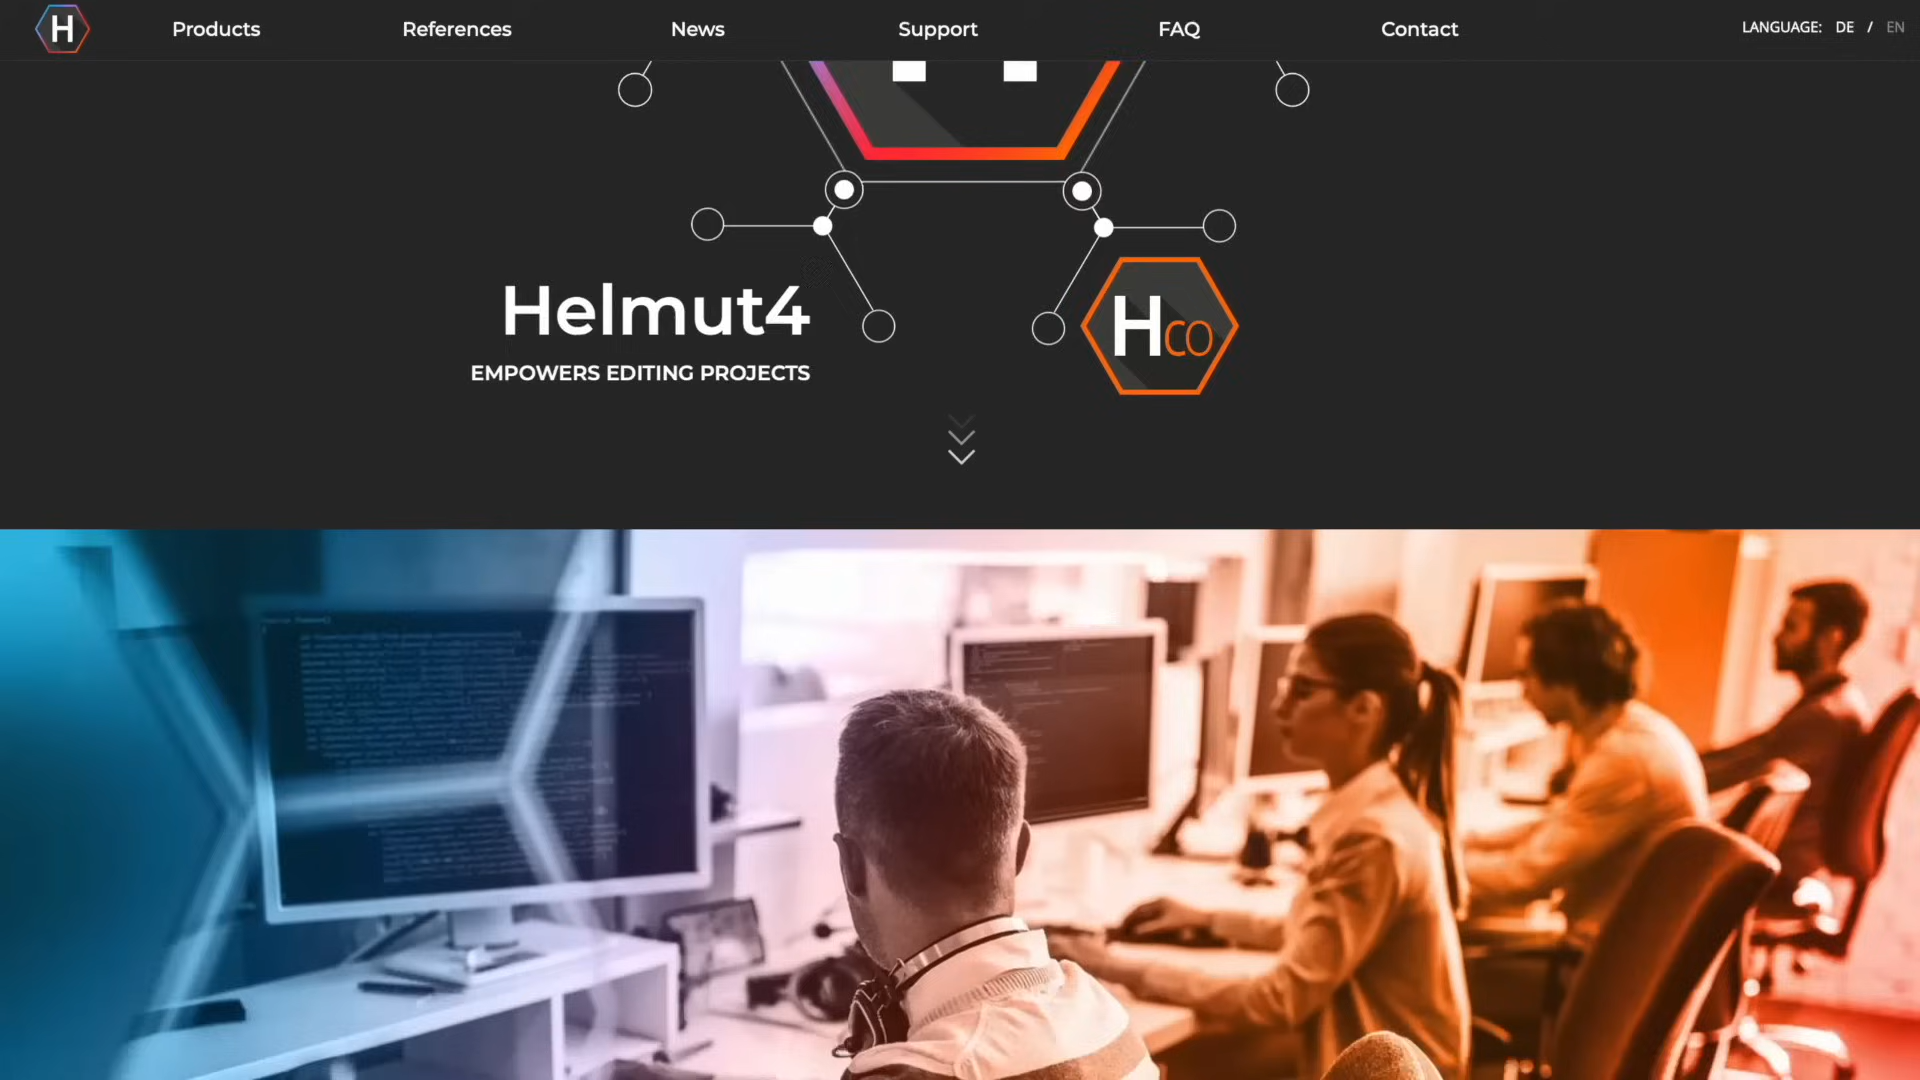 H
Products
References
News
Support
FAQ
Contact
LANGUAGE: DE / EN
Helmut4
EMPOWERS EDITING PROJECTS
HCO